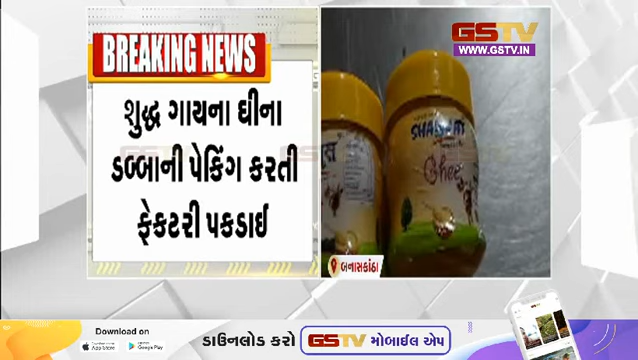 GSTV
WWW.GSTV.IN
BREAKING NEWS
શુદ્ધ ગાયના ઘીના
ડબ્બાની પેકિંગ કરતી
ફેકટરી પકડાઈ
Ghee
બનાસકાંઠા
Download on
App Store
Google Play
ડાઉનલોડ કરો GSTV મોબાઈલ એપ